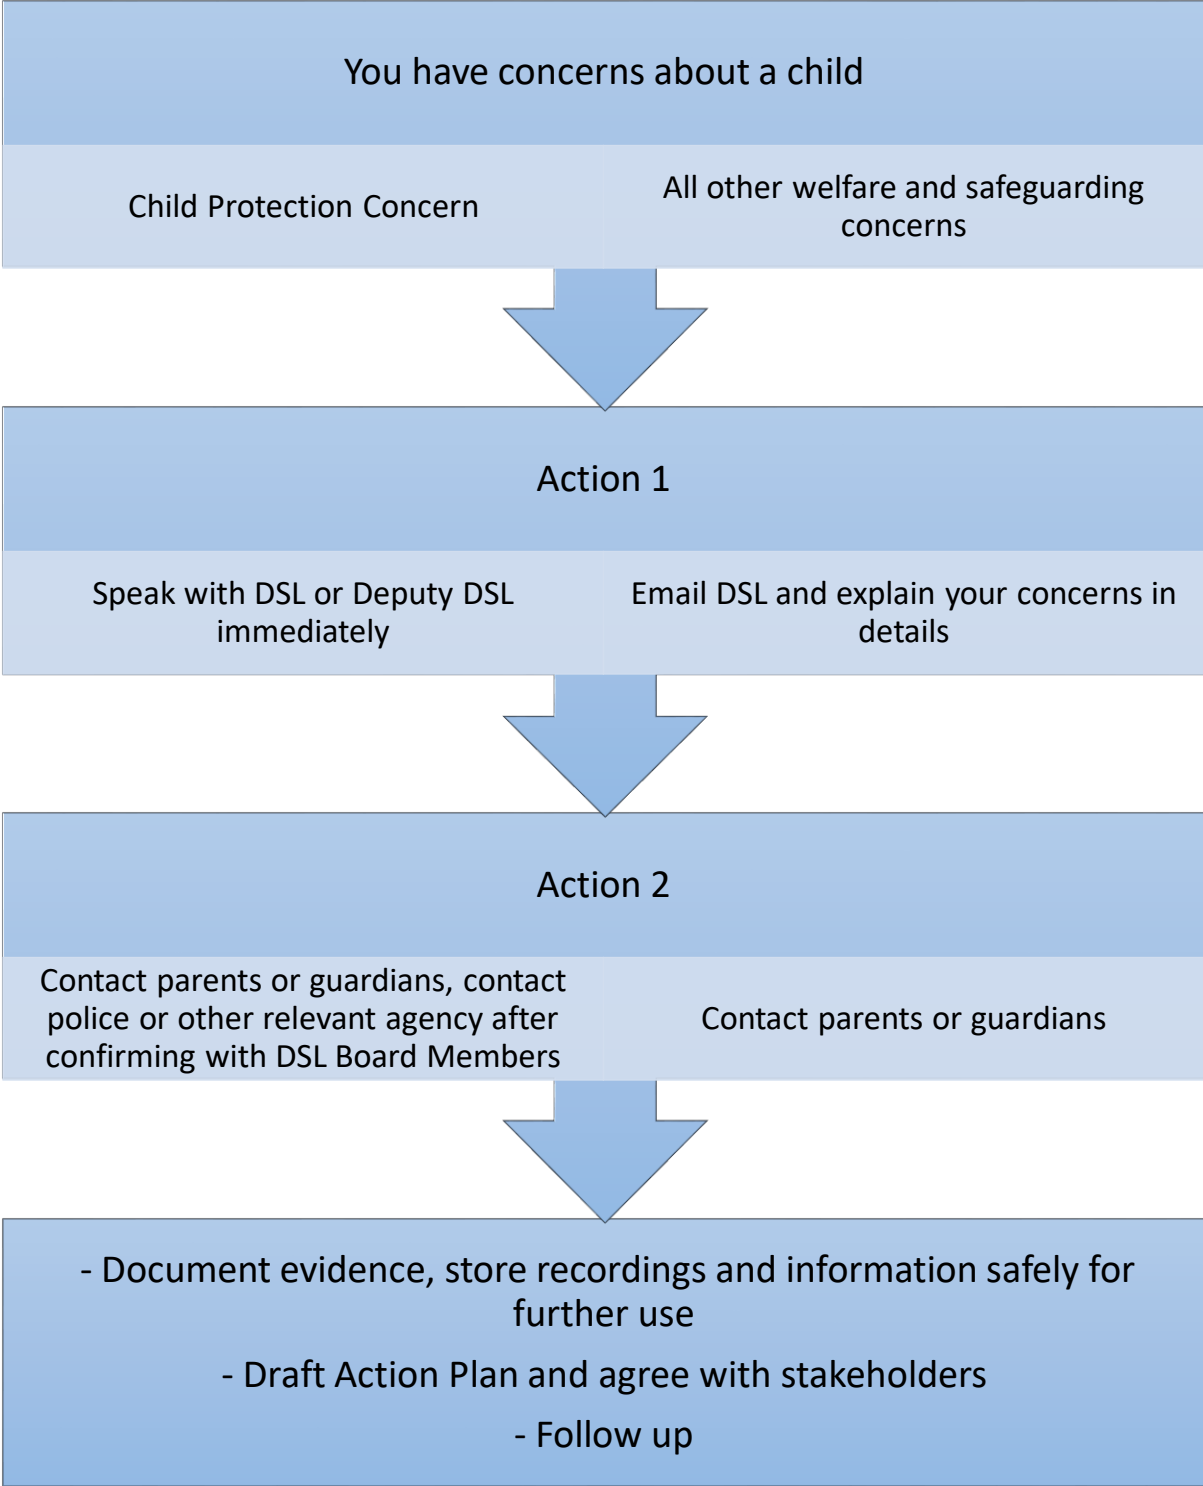 You have concerns about a child
Child Protection Concern
All other welfare and safeguarding
concerns
Action 1
Speak with DSL or Deputy DSL
immediately
Email DSL and explain your concerns in
details
Action 2
Contact parents or guardians, contact
police or other relevant agency after
confirming with DSL Board Members
Contact parents or guardians
- Document evidence, store recordings and information safely for
further use
- Draft Action Plan and agree with stakeholders
- Follow up